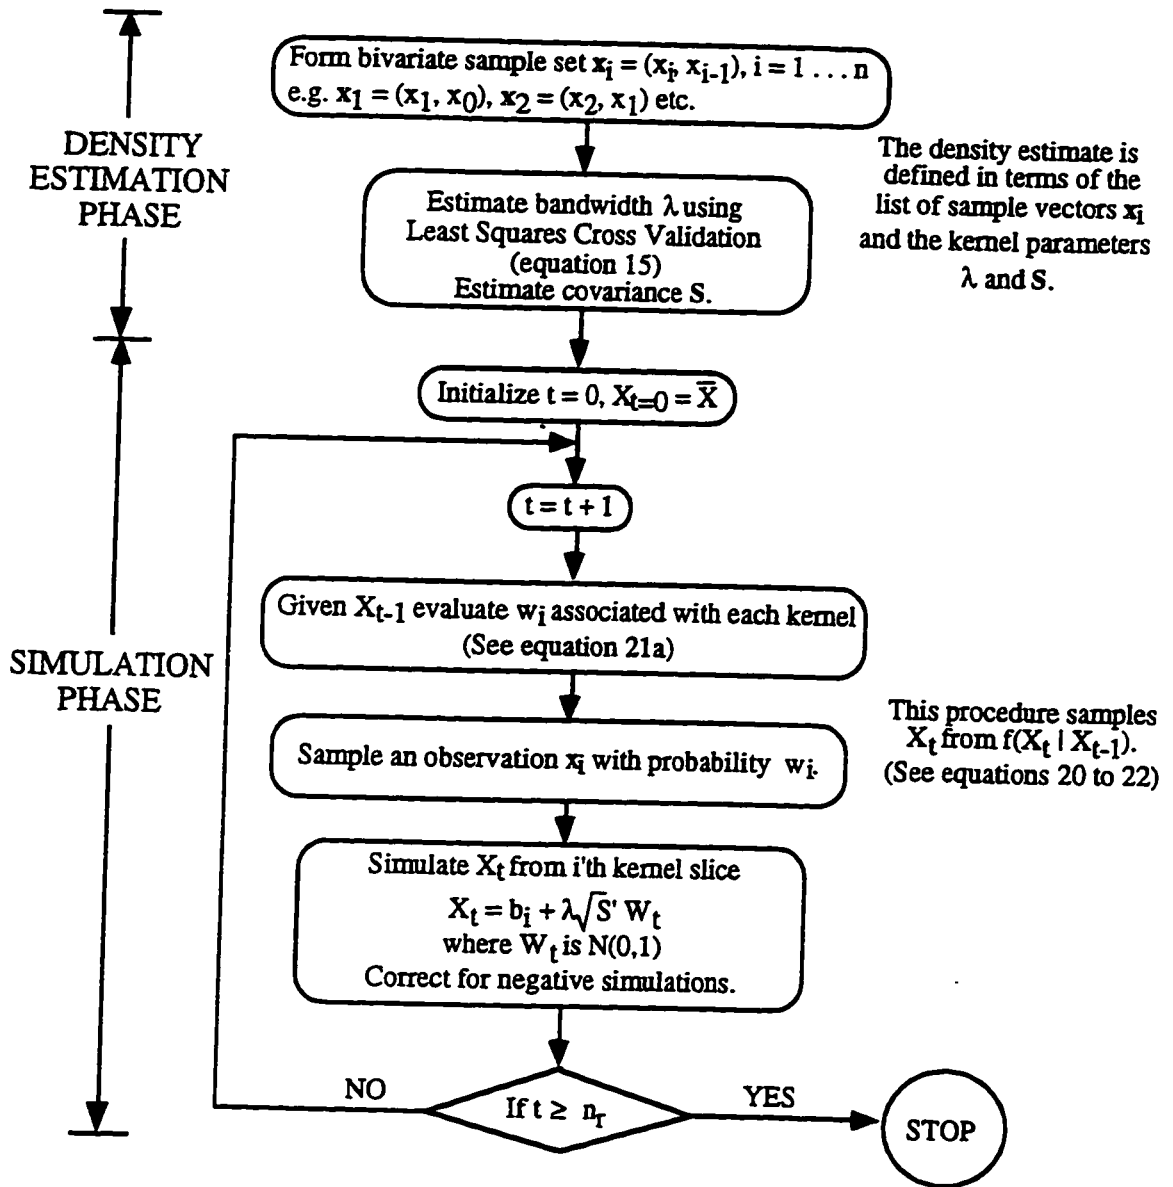 Form bivariate sample set xᵢ = (xᵢ, xᵢ₋₁), i = 1 . . . n
e.g. x₁ = (x₁, x₀), x₂ = (x₂, x₁) etc.
DENSITY
ESTIMATION
PHASE
Estimate bandwidth λ using
Least Squares Cross Validation
(equation 15)
Estimate covariance S.
The density estimate is
defined in terms of the
list of sample vectors xᵢ
and the kernel parameters
λ and S.
Initialize t = 0, Xₜ₌₀ = X̅
t = t + 1
Given Xₜ₋₁ evaluate wᵢ associated with each kernel
(See equation 21a)
SIMULATION
PHASE
Sample an observation xᵢ with probability wᵢ.
This procedure samples
Xₜ from f(Xₜ | Xₜ₋₁).
(See equations 20 to 22)
Simulate Xₜ from i'th kernel slice
Xₜ = bᵢ + λ√S' Wₜ
where Wₜ is N(0,1)
Correct for negative simulations.
If t ≥ nᵣ
NO
YES
STOP